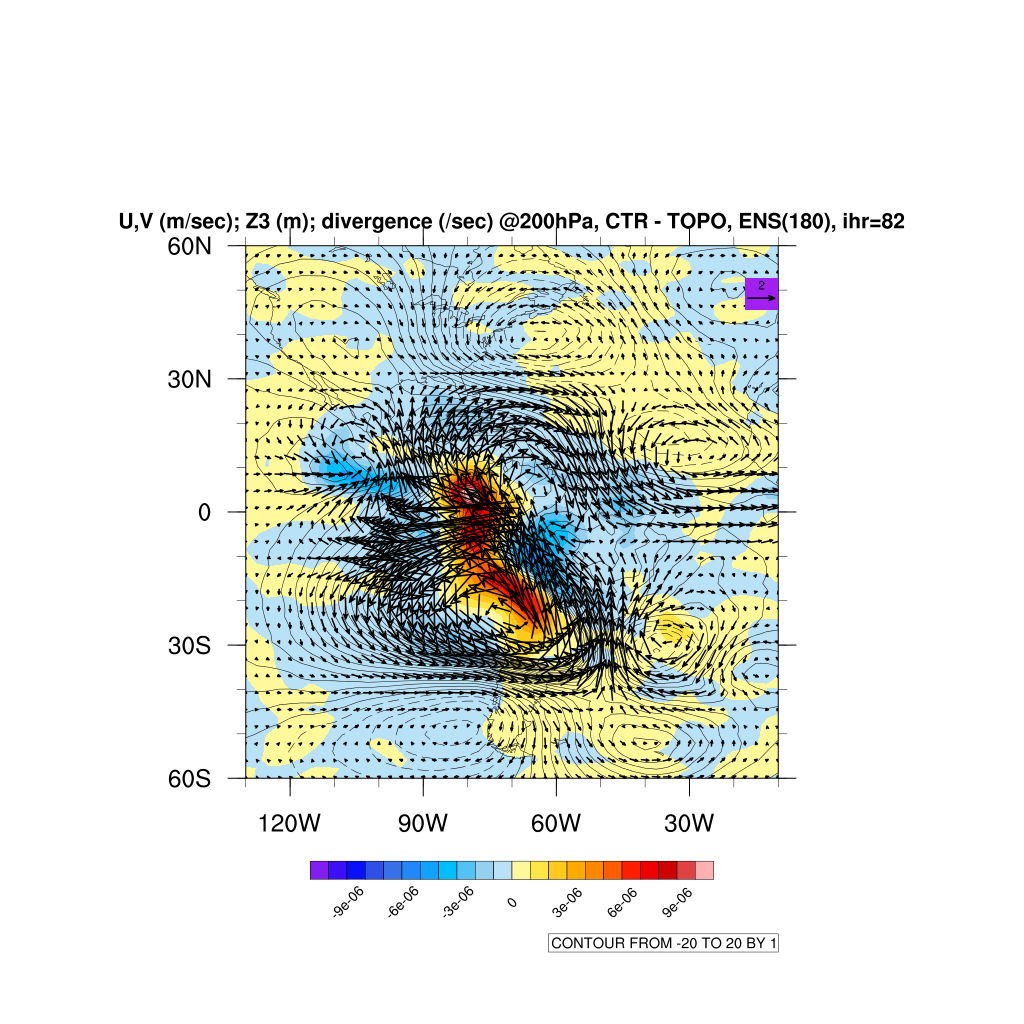 U,V (m/sec); Z3 (m); divergence (/sec) @200hPa, CTR - TOPO, ENS(180), ihr=82
60N
2
30N
0
30S
60S
120W 90W 60W 30W
-9e-06 -6e-06 -3e-06 0 3e-06 6e-06 9e-06
CONTOUR FROM -20 TO 20 BY 1